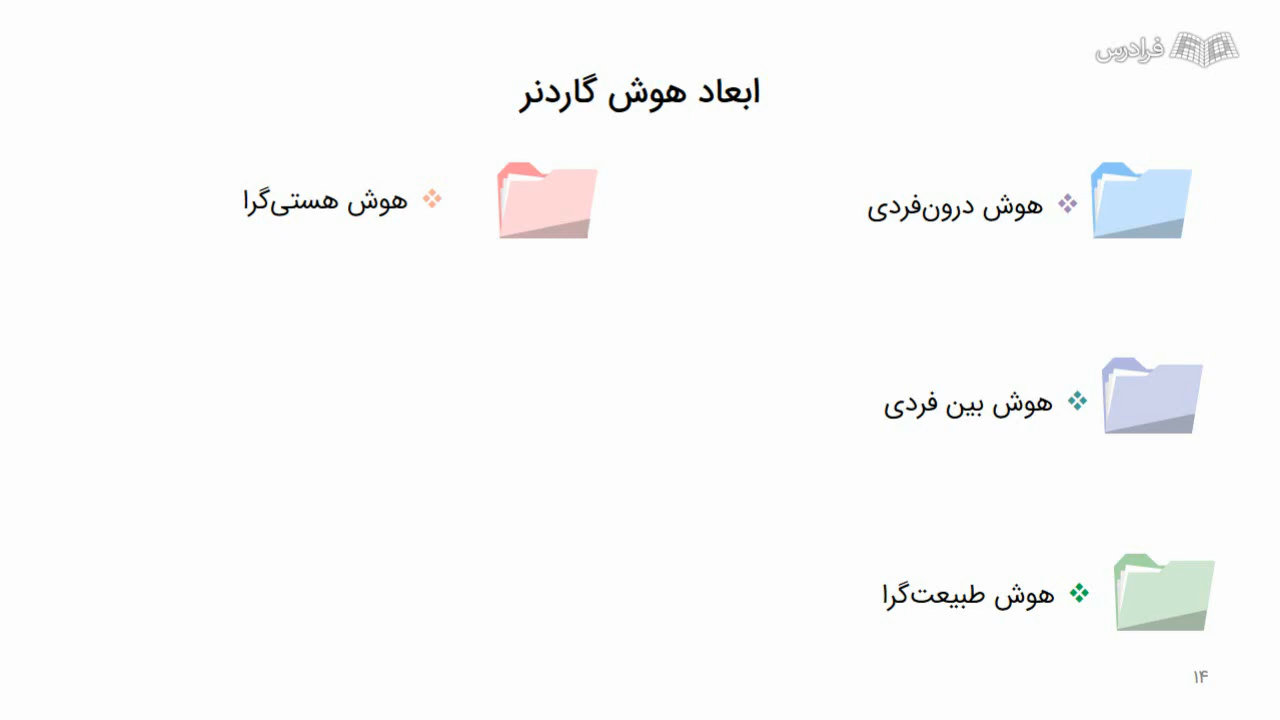 فرادرس
ابعاد هوش گاردنر
هوش درون‌فردی
هوش هستی‌گرا
هوش بین فردی
هوش طبیعت‌گرا
۱۴